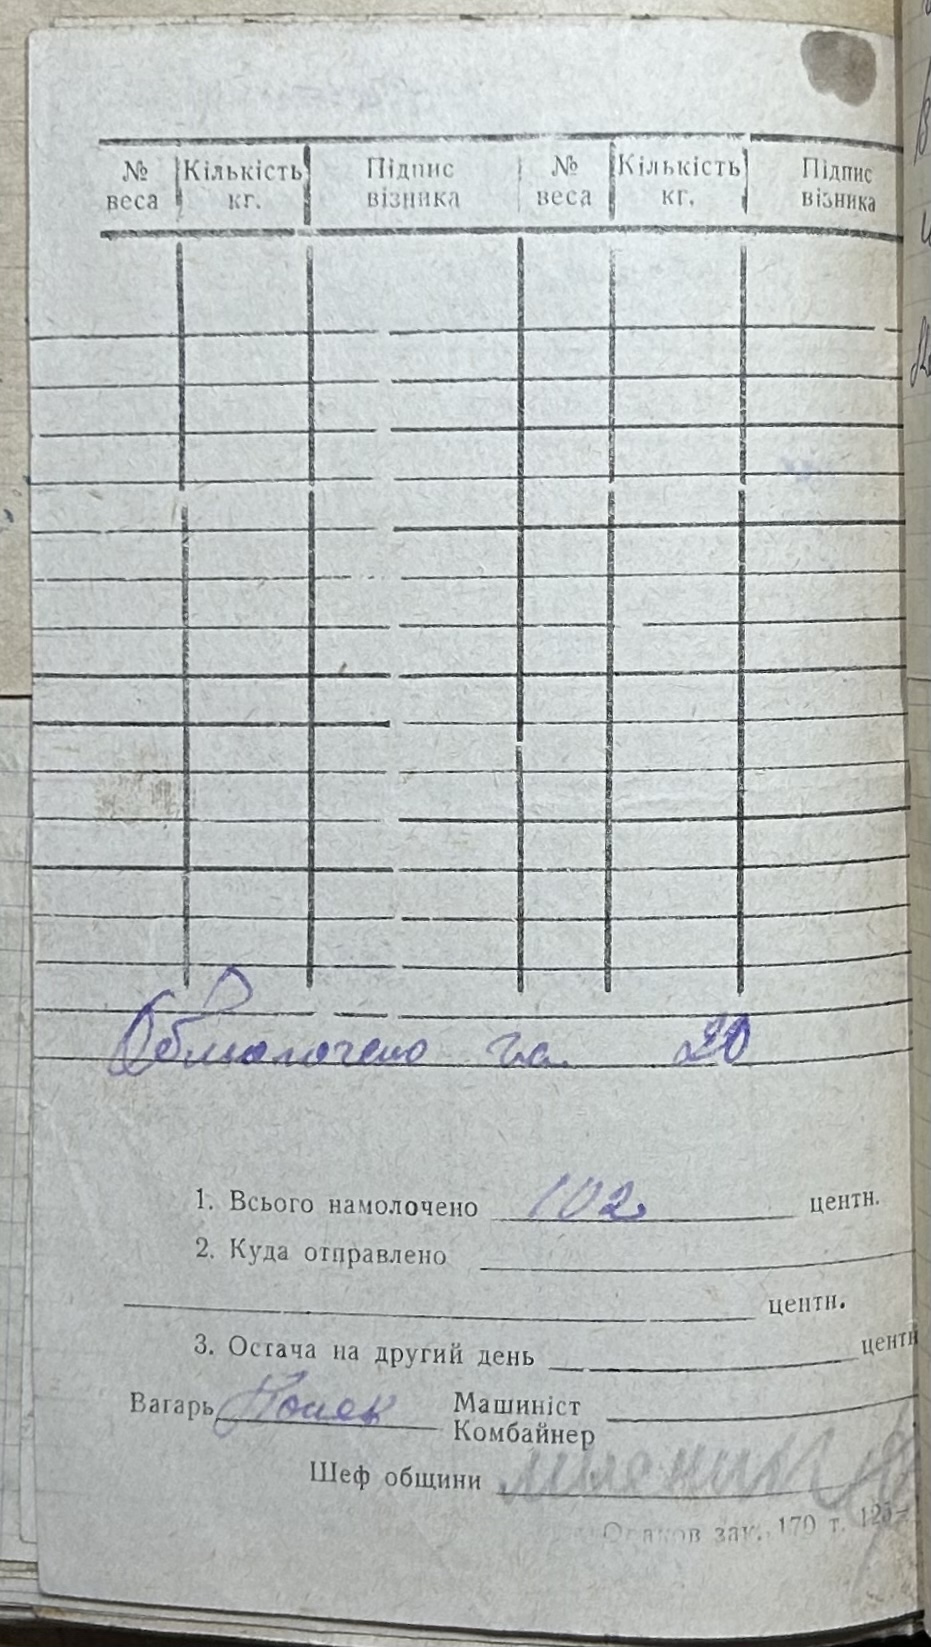 № веса Кількість кг. Підпис візника № веса Кількість кг. Підпис візника
Обмолочено га 20
1. Всього намолочено 102 центн.
2. Куда отправлено
центн.
3. Остача на другий день центн
Вагарь Машиніст
Комбайнер
Шеф общини
зак. 170 т. 125